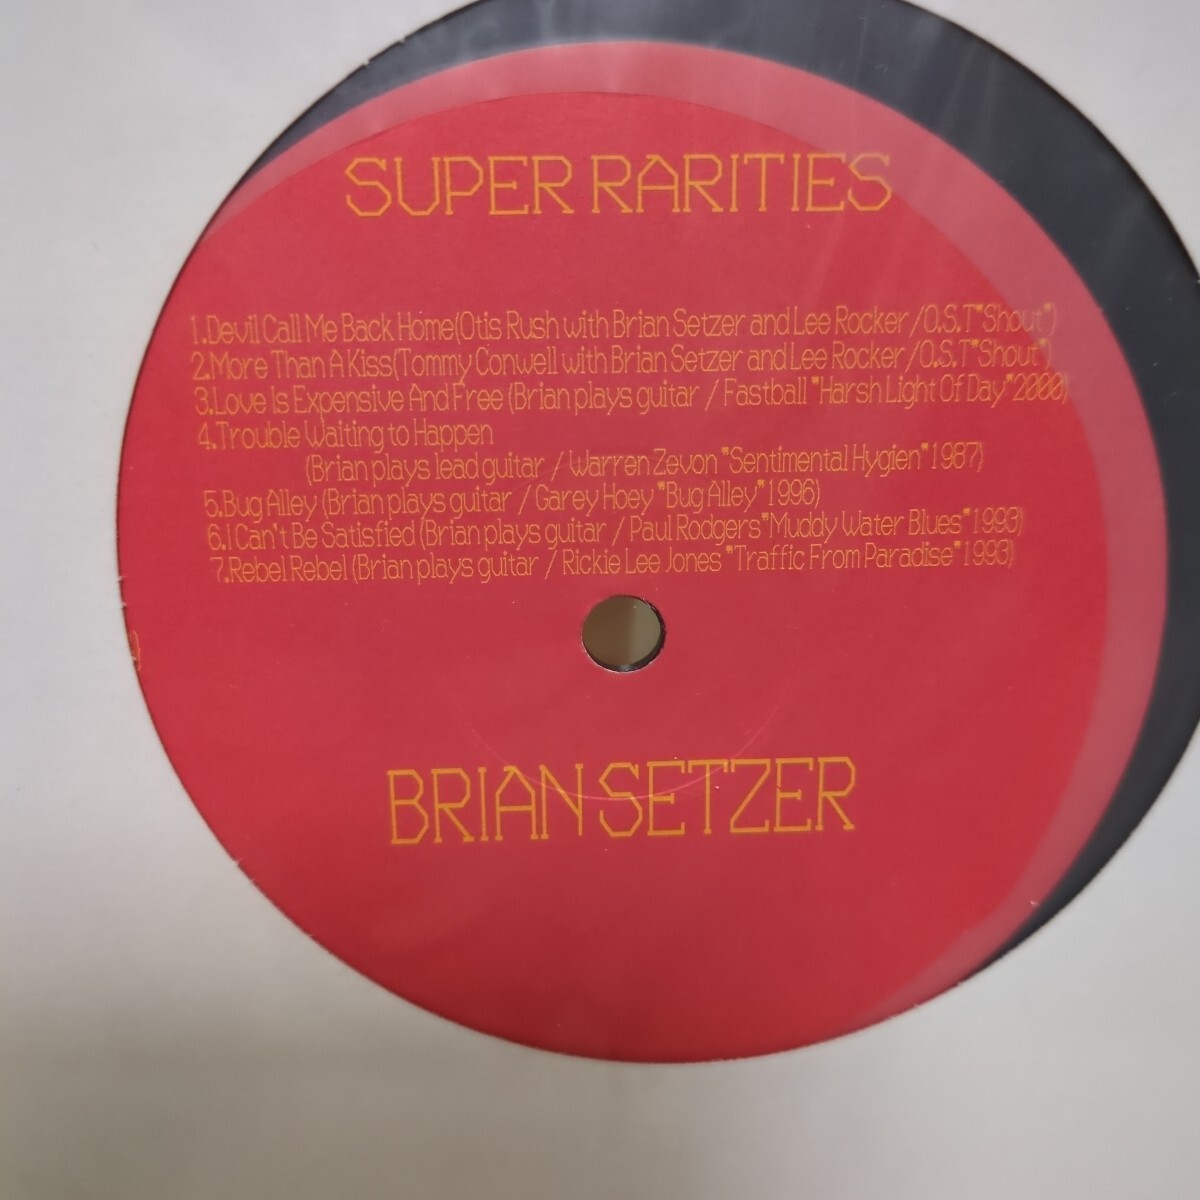 SUPER RARITIES
1.Devil Call Me Back Home(Otis Rush with Brian Setzer and Lee Rocker /O.S.T"Shout")
2.More Than A Kiss(Tommy Conwell with Brian Setzer and Lee Rocker /O.S.T"Shout")
3.Love Is Expensive And Free (Brian plays guitar / Fastball "Harsh Light Of Day"2000)
4.Trouble Waiting to Happen
(Brian plays lead guitar / Warren Zevon "Sentimental Hygien"1987)
5.Bug Alley (Brian plays guitar / Garey Hoey "Bug Alley"1996)
6.I Can't Be Satisfied (Brian plays guitar / Paul Rodgers"Muddy Water Blues"1993)
7.Rebel Rebel (Brian plays guitar / Rickie Lee Jones "Traffic From Paradise"1993)
BRIAN SETZER